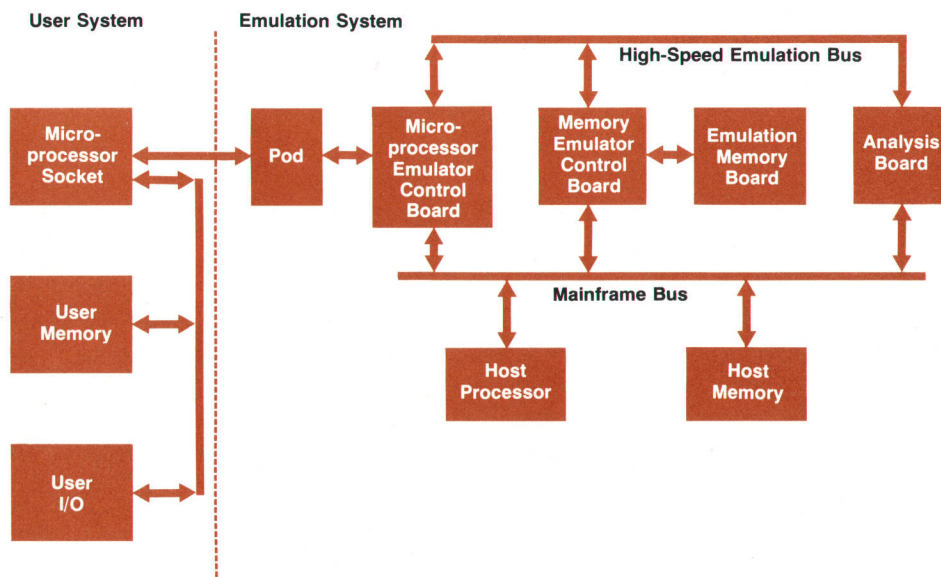 User System
Emulation System
High-Speed Emulation Bus
Micro-
processor
Socket
Pod
Micro-
processor
Emulator
Control
Board
Memory
Emulator
Control
Board
Emulation
Memory
Board
Analysis
Board
Mainframe Bus
User
Memory
Host
Processor
Host
Memory
User
I/O